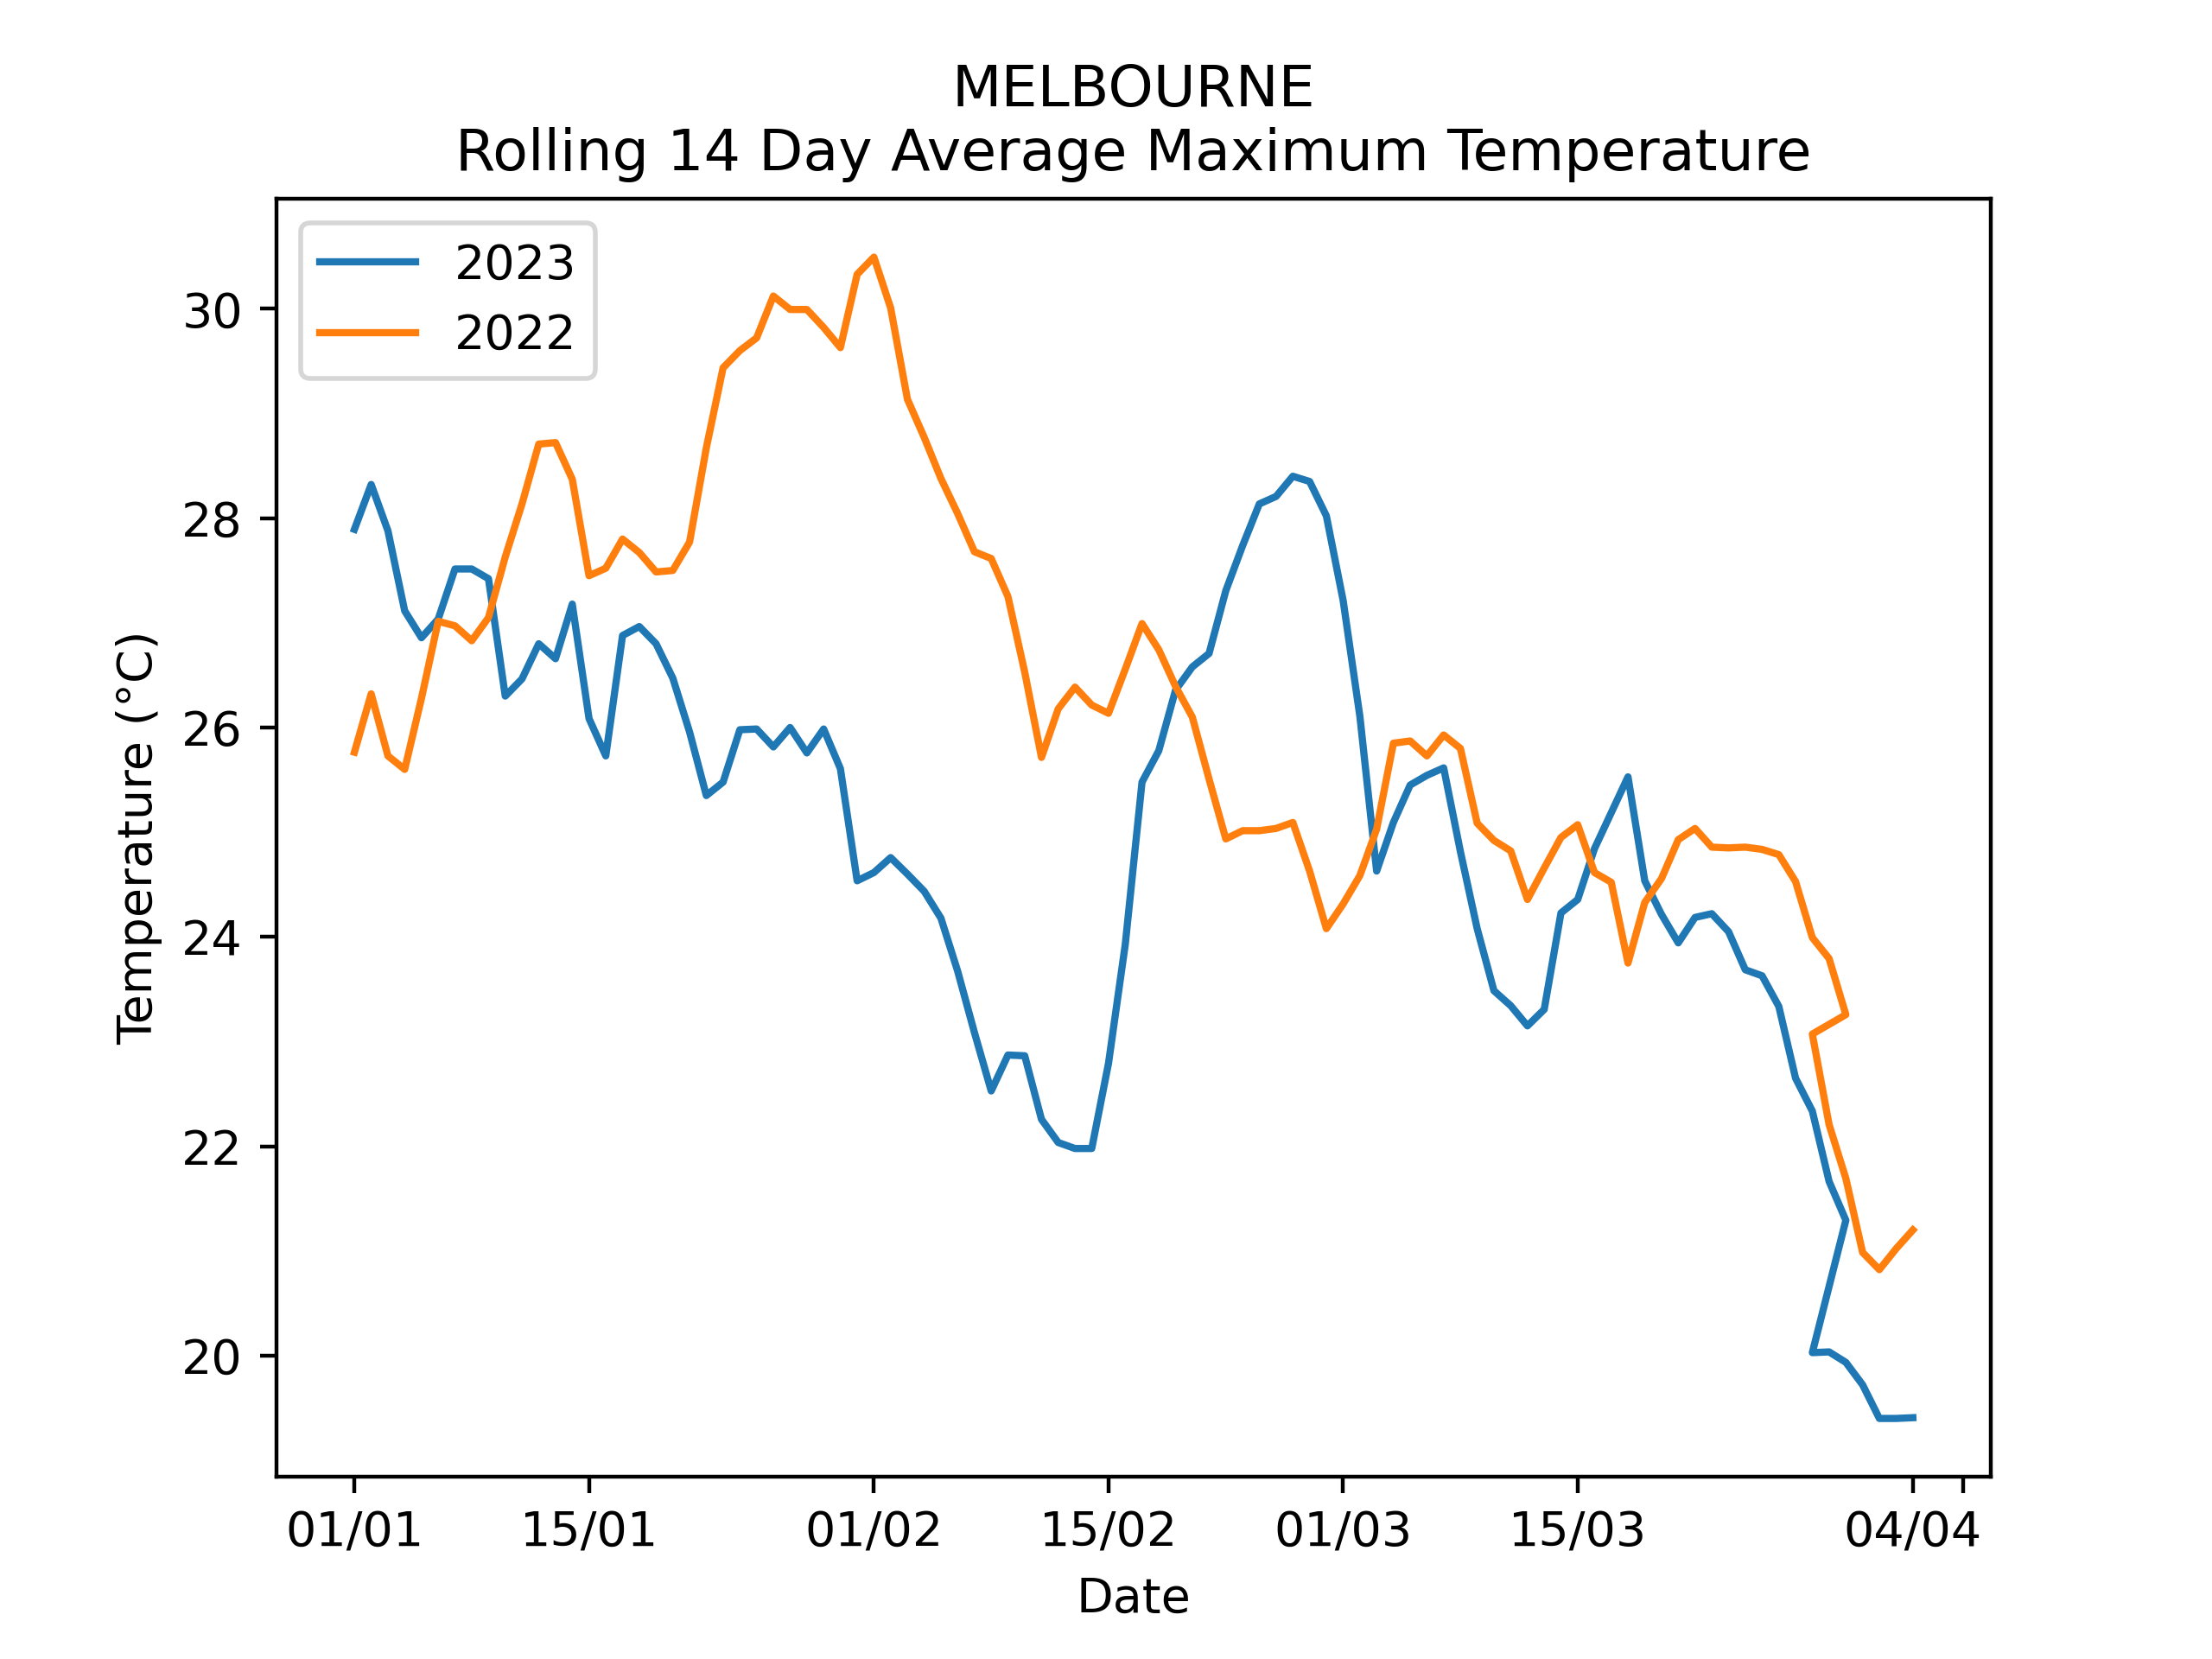 MELBOURNE
Rolling 14 Day Average Maximum Temperature
2023
2022
30
28
26
24
22
20
Temperature (°C)
01/01 15/01 01/02 15/02 01/03 15/03 04/04
Date